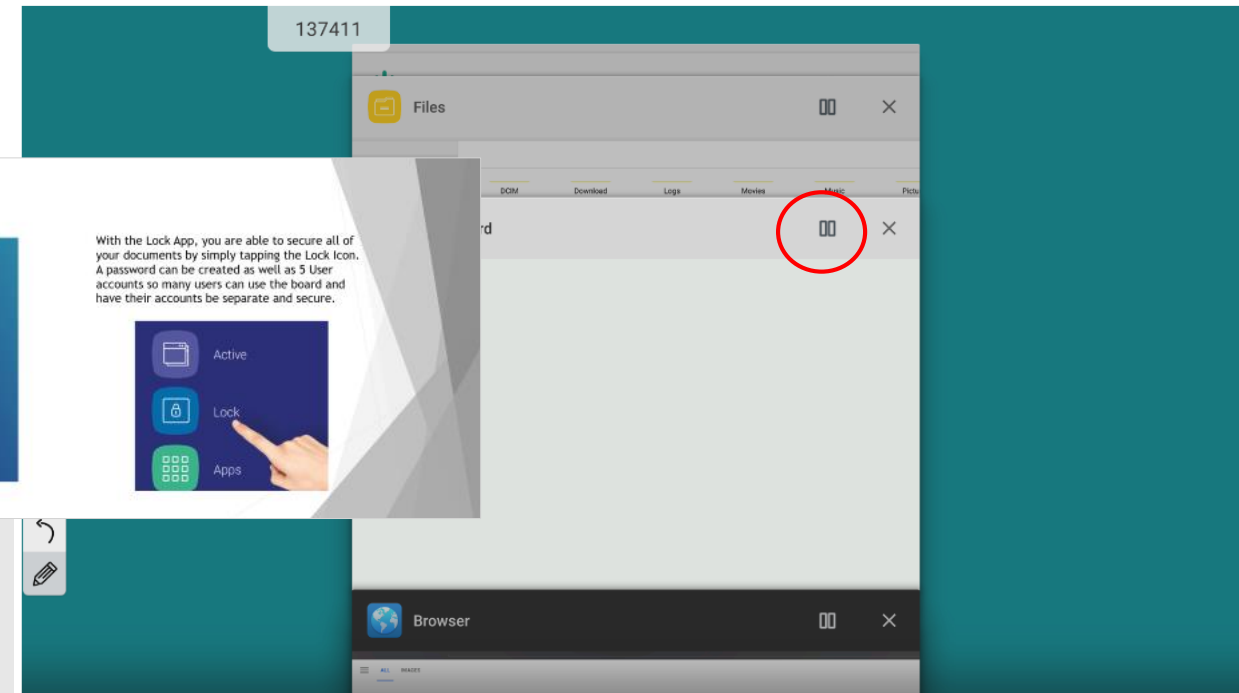 137411
Files
DCIM Download Logs Movies Music Pictu
rd
With the Lock App, you are able to secure all of
your documents by simply tapping the Lock Icon.
A password can be created as well as 5 User
accounts so many users can use the board and
have their accounts be separate and secure.
Active
Lock
Apps
Browser
ALL IMAGES